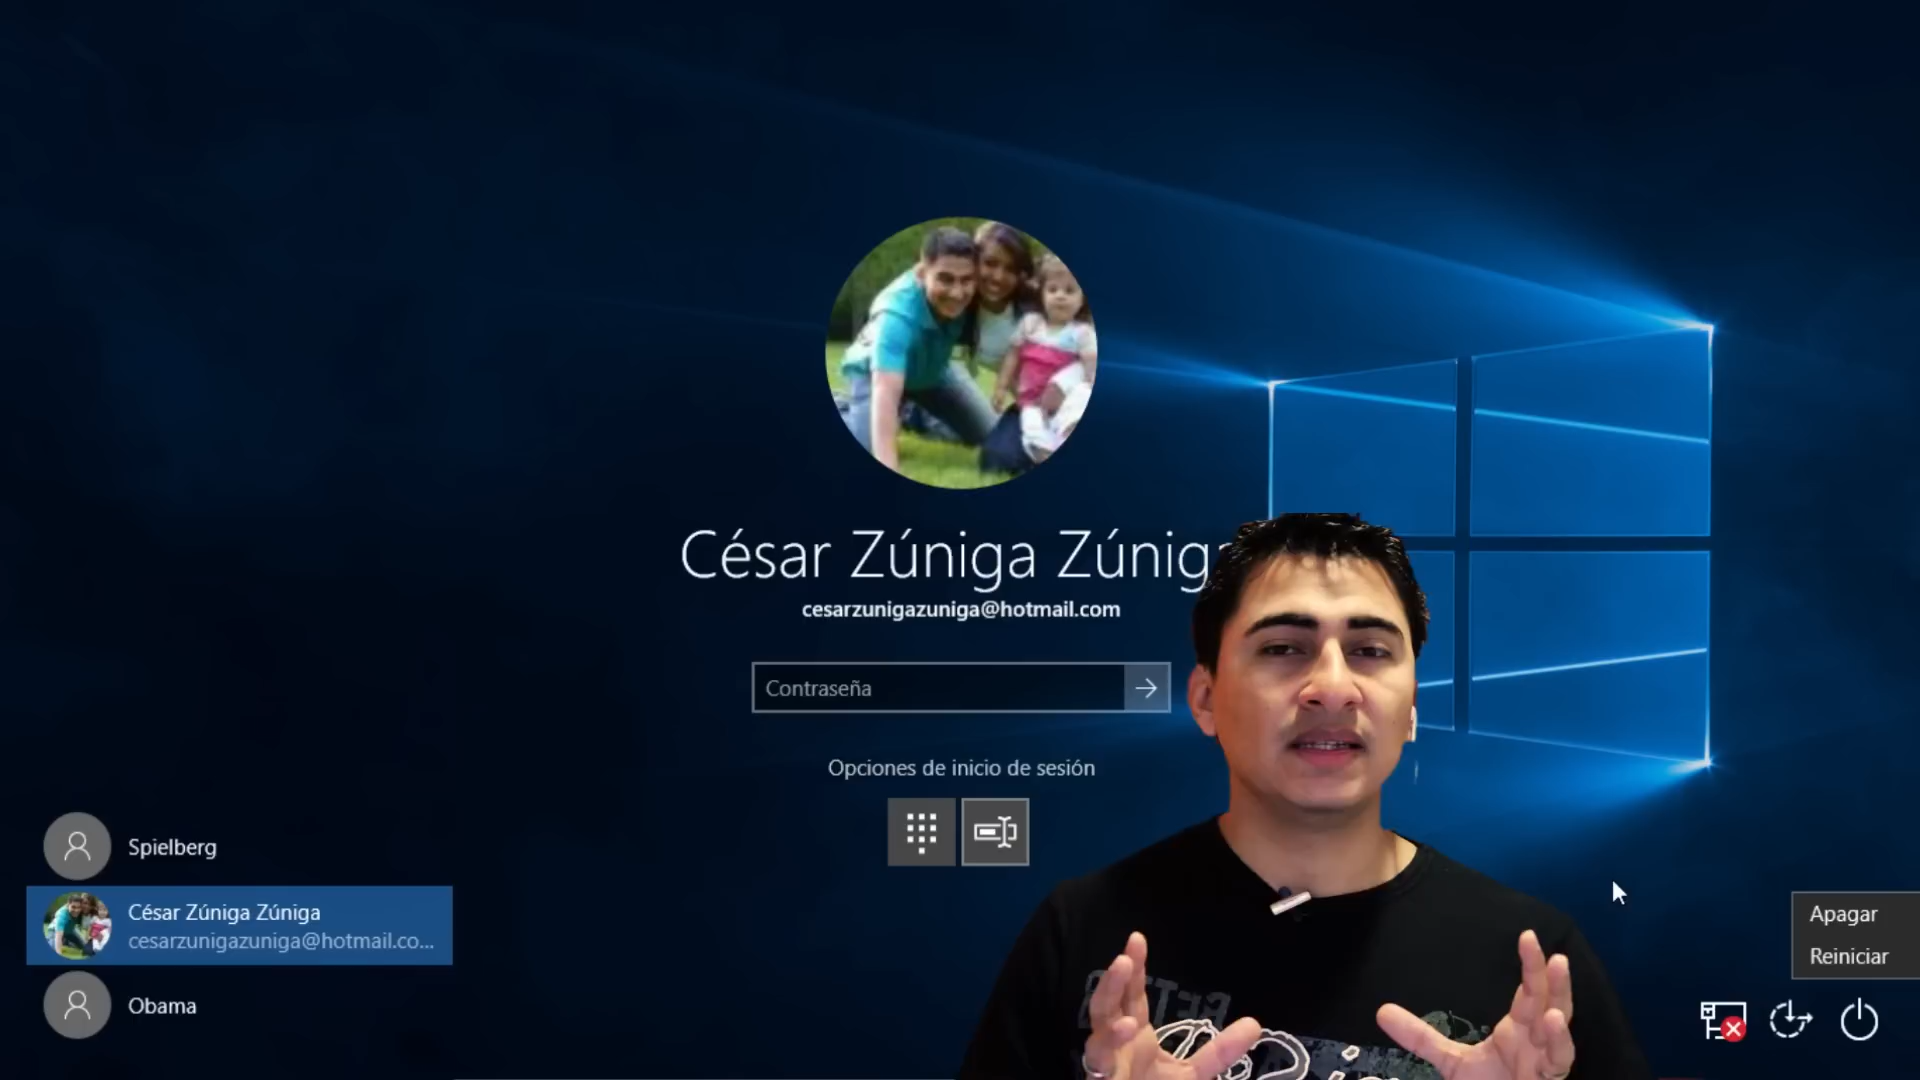 César Zúniga Zúniga
cesarzunigazuniga@hotmail.com
Contraseña
Opciones de inicio de sesión
Spielberg
César Zúniga Zúniga
cesarzunigazuniga@hotmail.co...
Obama
Apagar
Reiniciar